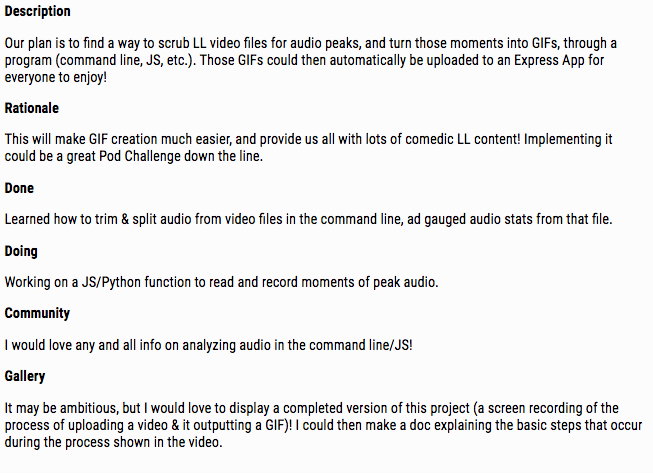 Description
Our plan is to find a way to scrub LL video files for audio peaks, and turn those moments into GIFs, through a
program (command line, JS, etc.). Those GIFs could then automatically be uploaded to an Express App for
everyone to enjoy!
Rationale
This will make GIF creation much easier, and provide us all with lots of comedic LL content! Implementing it
could be a great Pod Challenge down the line.
Done
Learned how to trim & split audio from video files in the command line, ad gauged audio stats from that file.
Doing
Working on a JS/Python function to read and record moments of peak audio.
Community
I would love any and all info on analyzing audio in the command line/JS!
Gallery
It may be ambitious, but I would love to display a completed version of this project (a screen recording of the
process of uploading a video & it outputting a GIF)! I could then make a doc explaining the basic steps that occur
during the process shown in the video.